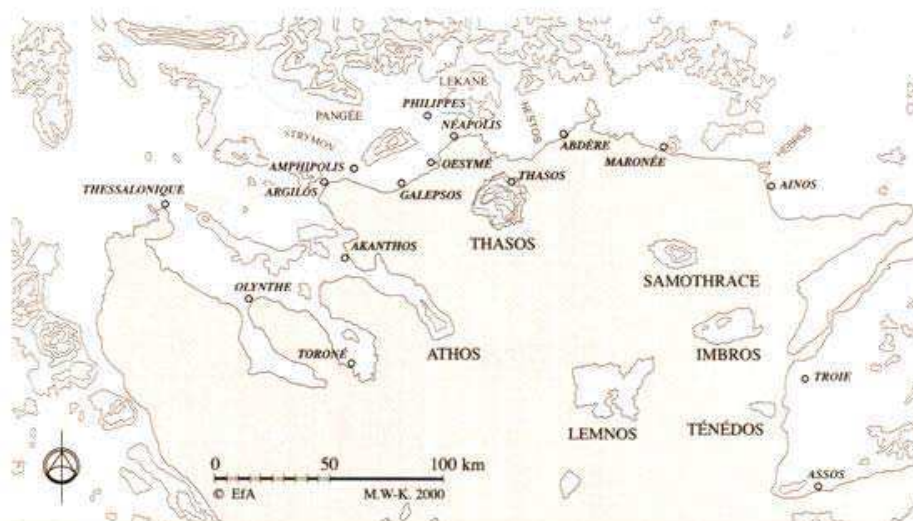 LEKANE
PHILIPPES
PANGÉE
NESTOS
NÉAPOLIS
STRYMON
ABDÈRE
HEBROS
MARONÉE
AMPHIPOLIS
OESYMÉ
THESSALONIQUE
ARGILOS
GALEPSOS
THASOS
AINOS
THASOS
AKANTHOS
SAMOTHRACE
OLYNTHE
TORONÉ
ATHOS
IMBROS
TROIE
LEMNOS
TÉNÉDOS
0 50 100 km
ASSOS
© EfA M.W-K. 2000